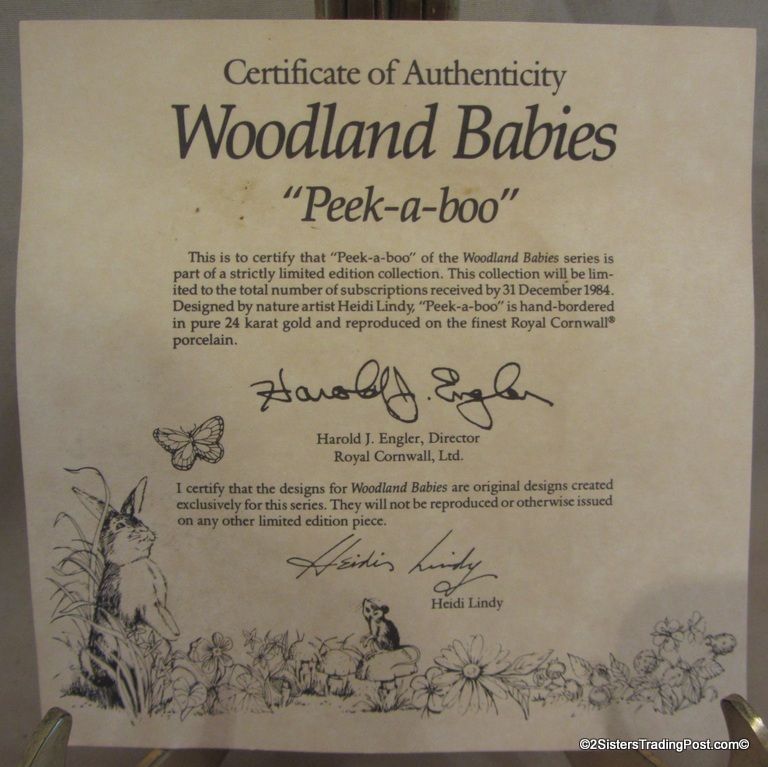 Certificate of Authenticity
Woodland Babies
“Peek-a-boo”
This is to certify that “Peek-a-boo” of the Woodland Babies series is
part of a strictly limited edition collection. This collection will be lim-
ited to the total number of subscriptions received by 31 December 1984.
Designed by nature artist Heidi Lindy, “Peek-a-boo” is hand-bordered
in pure 24 karat gold and reproduced on the finest Royal Cornwall®
porcelain.
Harold J. Engler
Harold J. Engler, Director
Royal Cornwall, Ltd.
I certify that the designs for Woodland Babies are original designs created
exclusively for this series. They will not be reproduced or otherwise issued
on any other limited edition piece.
Heidi Lindy
Heidi Lindy
©2SistersTradingPost.com©